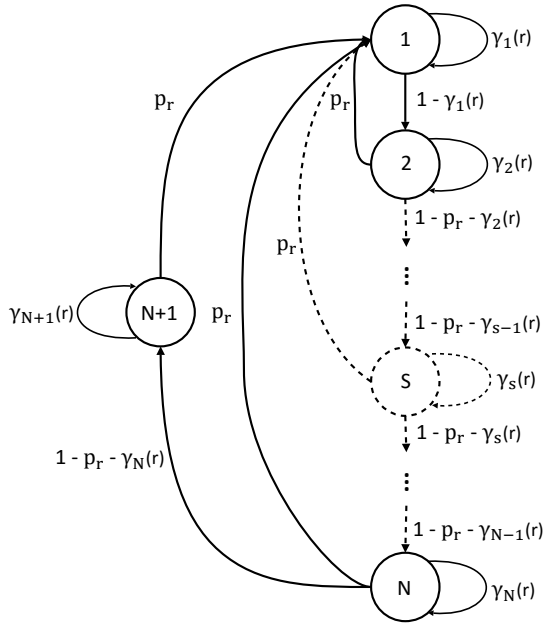 1
γ₁(r)
pᵣ
pᵣ
1 - γ₁(r)
2
γ₂(r)
1 - pᵣ - γ₂(r)
⋮
pᵣ
N+1
γN+1(r)
pᵣ
1 - pᵣ - γs−1(r)
S
γs(r)
1 - pᵣ - γs(r)
1 - pᵣ - γN(r)
⋮
1 - pᵣ - γN−1(r)
N
γN(r)